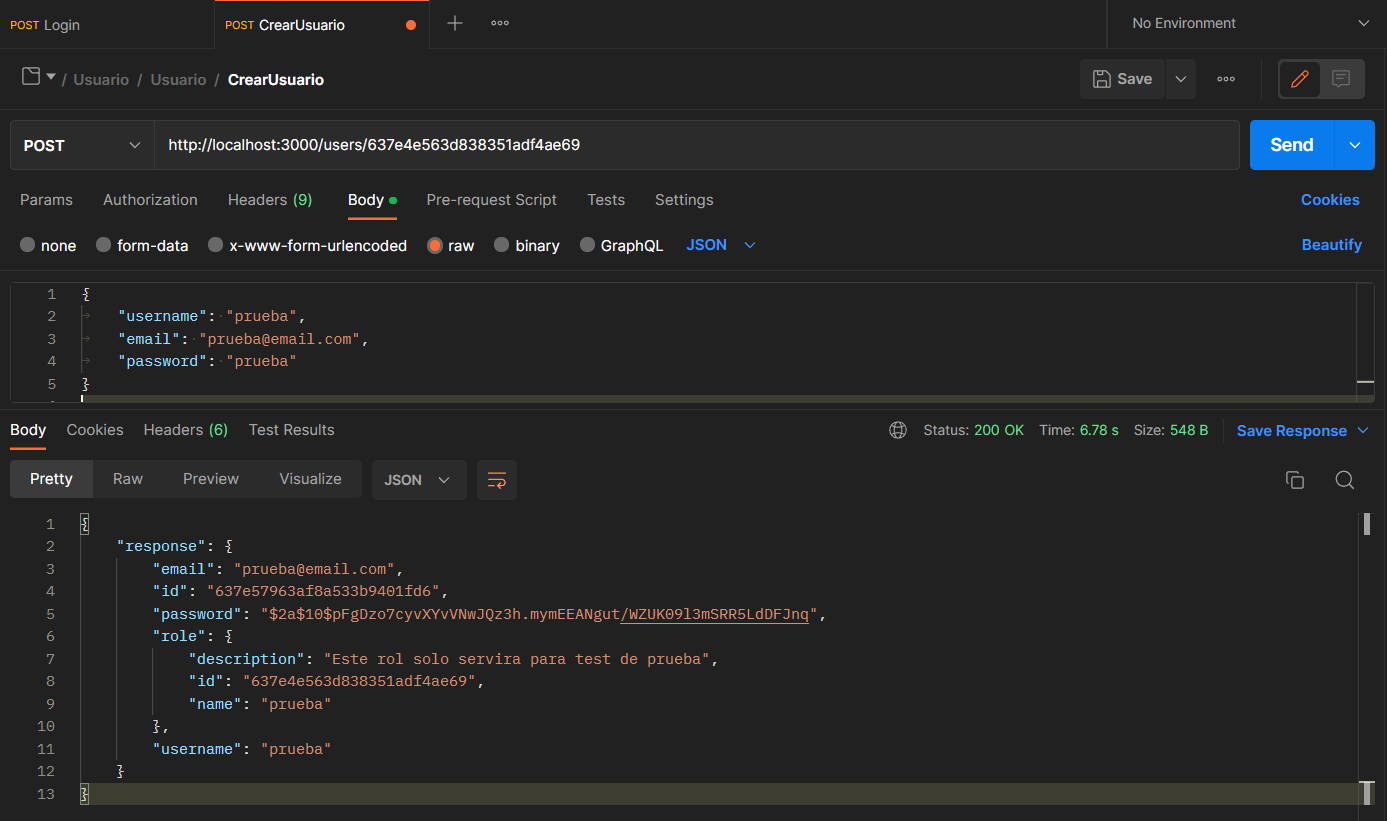 POST Login POST CrearUsuario No Environment
/ Usuario / Usuario / CrearUsuario Save
POST http://localhost:3000/users/637e4e563d838351adf4ae69 Send
Params Authorization Headers (9) Body Pre-request Script Tests Settings Cookies
none form-data x-www-form-urlencoded raw binary GraphQL JSON Beautify
1 {
2 "username": "prueba",
3 "email": "prueba@email.com",
4 "password": "prueba"
5 }
Body Cookies Headers (6) Test Results Status: 200 OK Time: 6.78 s Size: 548 B Save Response
Pretty Raw Preview Visualize JSON
1 {
2 "response": {
3 "email": "prueba@email.com",
4 "id": "637e57963af8a533b9401fd6",
5 "password": "$2a$10$pFgDzo7cyvXYvVNwJQz3h.mymEEANgut/WZUK09l3mSRR5LdDFJnq",
6 "role": {
7 "description": "Este rol solo servira para test de prueba",
8 "id": "637e4e563d838351adf4ae69",
9 "name": "prueba"
10 },
11 "username": "prueba"
12 }
13 }